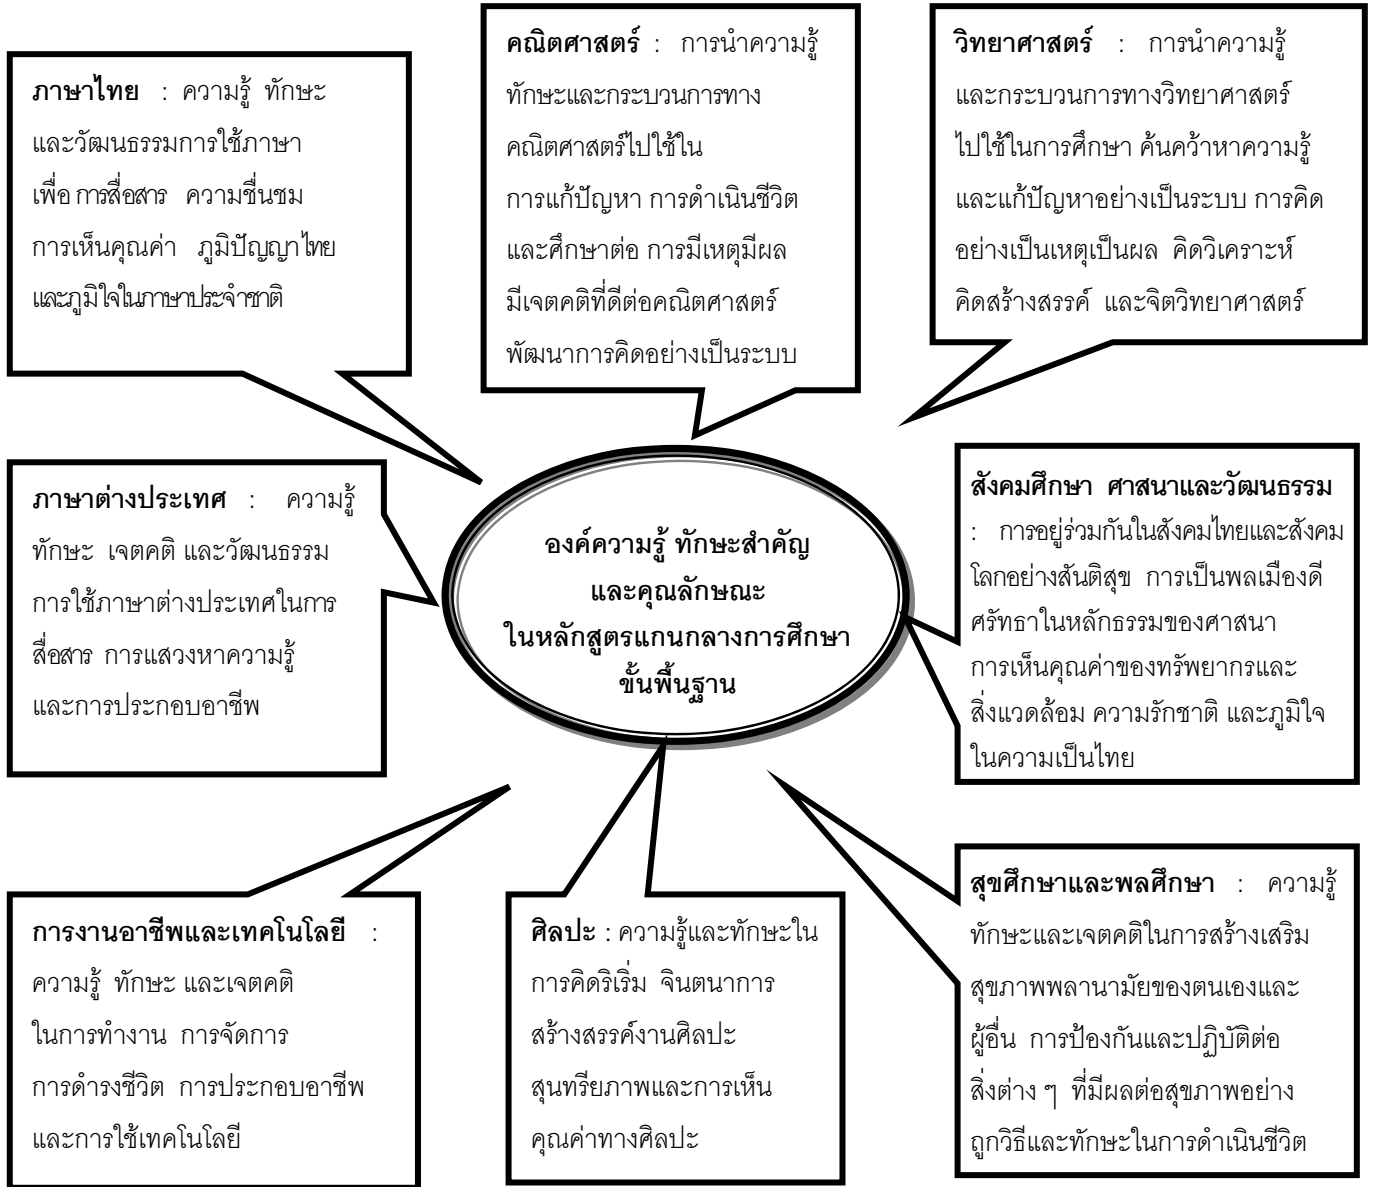 ภาษาไทย : ความรู้ ทักษะ
และวัฒนธรรมการใช้ภาษา
เพื่อ การสื่อสาร ความชื่นชม
การเห็นคุณค่า ภูมิปัญญาไทย
และภูมิใจในภาษาประจำชาติ
คณิตศาสตร์ : การนำความรู้
ทักษะและกระบวนการทาง
คณิตศาสตร์ไปใช้ใน
การแก้ปัญหา การดำเนินชีวิต
และศึกษาต่อ การมีเหตุมีผล
มีเจตคติที่ดีต่อคณิตศาสตร์
พัฒนาการคิดอย่างเป็นระบบ
วิทยาศาสตร์ : การนำความรู้
และกระบวนการทางวิทยาศาสตร์
ไปใช้ในการศึกษา ค้นคว้าหาความรู้
และแก้ปัญหาอย่างเป็นระบบ การคิด
อย่างเป็นเหตุเป็นผล คิดวิเคราะห์
คิดสร้างสรรค์ และจิตวิทยาศาสตร์
ภาษาต่างประเทศ : ความรู้
ทักษะ เจตคติ และวัฒนธรรม
การใช้ภาษาต่างประเทศในการ
สื่อสาร การแสวงหาความรู้
และการประกอบอาชีพ
องค์ความรู้ ทักษะสำคัญ
และคุณลักษณะ
ในหลักสูตรแกนกลางการศึกษา
ขั้นพื้นฐาน
สังคมศึกษา ศาสนาและวัฒนธรรม
: การอยู่ร่วมกันในสังคมไทยและสังคม
โลกอย่างสันติสุข การเป็นพลเมืองดี
ศรัทธาในหลักธรรมของศาสนา
การเห็นคุณค่าของทรัพยากรและ
สิ่งแวดล้อม ความรักชาติ และภูมิใจ
ในความเป็นไทย
การงานอาชีพและเทคโนโลยี :
ความรู้ ทักษะ และเจตคติ
ในการทำงาน การจัดการ
การดำรงชีวิต การประกอบอาชีพ
และการใช้เทคโนโลยี
ศิลปะ : ความรู้และทักษะใน
การคิดริเริ่ม จินตนาการ
สร้างสรรค์งานศิลปะ
สุนทรียภาพและการเห็น
คุณค่าทางศิลปะ
สุขศึกษาและพลศึกษา : ความรู้
ทักษะและเจตคติในการสร้างเสริม
สุขภาพพลานามัยของตนเองและ
ผู้อื่น การป้องกันและปฏิบัติต่อ
สิ่งต่าง ๆ ที่มีผลต่อสุขภาพอย่าง
ถูกวิธีและทักษะในการดำเนินชีวิต